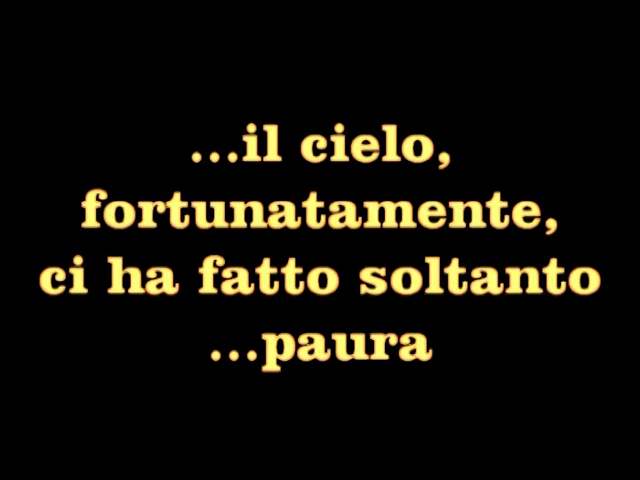 ...il cielo,
fortunatamente,
ci ha fatto soltanto
...paura